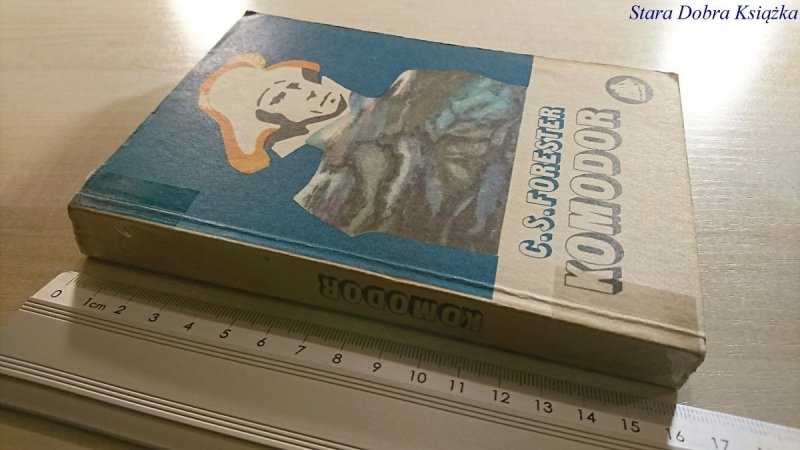 Stara Dobra Książka
C.S. FORESTER
KOMODOR
KOMODOR
0 1cm 2 3 4 5 6 7 8 9 10 11 12 13 14 15 16 17